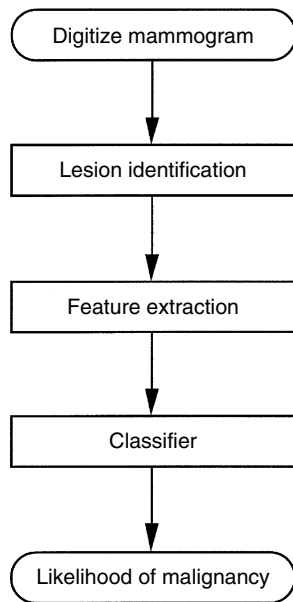 Digitize mammogram
Lesion identification
Feature extraction
Classifier
Likelihood of malignancy